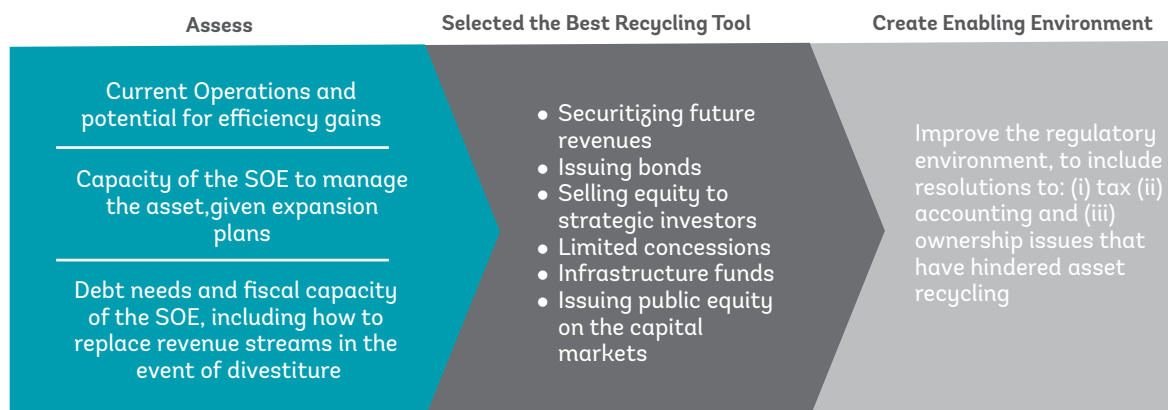 Assess
Current Operations and
potential for efficiency gains
Capacity of the SOE to manage
the asset,given expansion
plans
Debt needs and fiscal capacity
of the SOE, including how to
replace revenue streams in the
event of divestiture
Selected the Best Recycling Tool
• Securitizing future
revenues
• Issuing bonds
• Selling equity to
strategic investors
• Limited concessions
• Infrastructure funds
• Issuing public equity
on the capital
markets
Create Enabling Environment
Improve the regulatory
environment, to include
resolutions to: (i) tax (ii)
accounting and (iii)
ownership issues that
have hindered asset
recycling